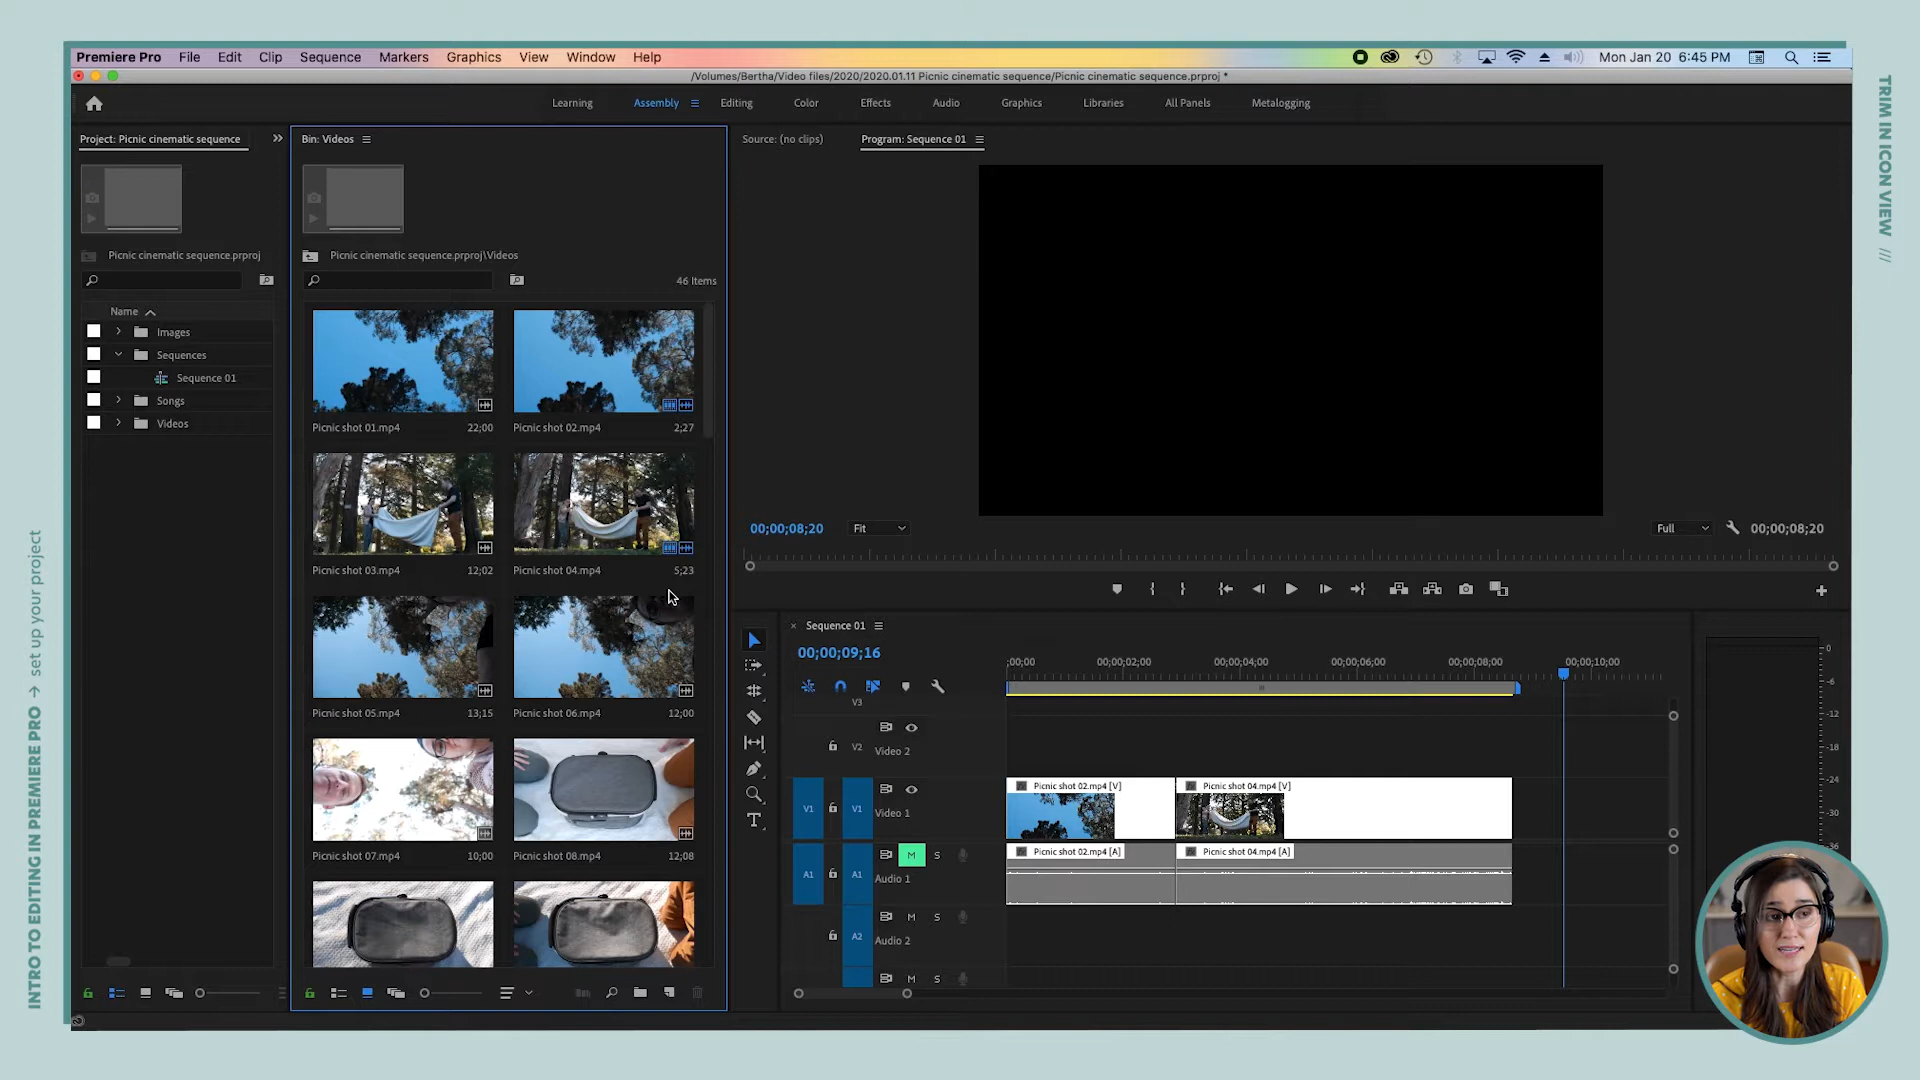 Premiere Pro File Edit Clip Sequence Markers Graphics View Window Help
Mon Jan 20 6:45 PM
/Volumes/Bertha/Video files/2020/2020.01.11 Picnic cinematic sequence/Picnic cinematic sequence.prproj *
Learning Assembly Editing Color Effects Audio Graphics Libraries All Panels Metalogging
Project: Picnic cinematic sequence
Picnic cinematic sequence.prproj
Name
Images
Sequences
Sequence 01
Songs
Videos
Bin: Videos
Picnic cinematic sequence.prproj\Videos
46 Items
Picnic shot 01.mp4 22;00
Picnic shot 02.mp4 2;27
Picnic shot 03.mp4 12;02
Picnic shot 04.mp4 5;23
Picnic shot 05.mp4 13;15
Picnic shot 06.mp4 12;00
Picnic shot 07.mp4 10;00
Picnic shot 08.mp4 12;08
Source: (no clips)
Program: Sequence 01
00;00;08;20
Fit
Full
00;00;08;20
Sequence 01
00;00;09;16
;00;00 00;00;02;00 00;00;04;00 00;00;06;00 00;00;08;00 00;00;10;00
V3
V2 Video 2
V1 V1 Video 1
Picnic shot 02.mp4 [V]
Picnic shot 04.mp4 [V]
A1 A1 M S Audio 1
Picnic shot 02.mp4 [A]
Picnic shot 04.mp4 [A]
A2 M S Audio 2
M S
0
-6
-12
-18
-24
-30
-36
TRIM IN ICON VIEW ///
INTRO TO EDITING IN PREMIERE PRO → set up your project